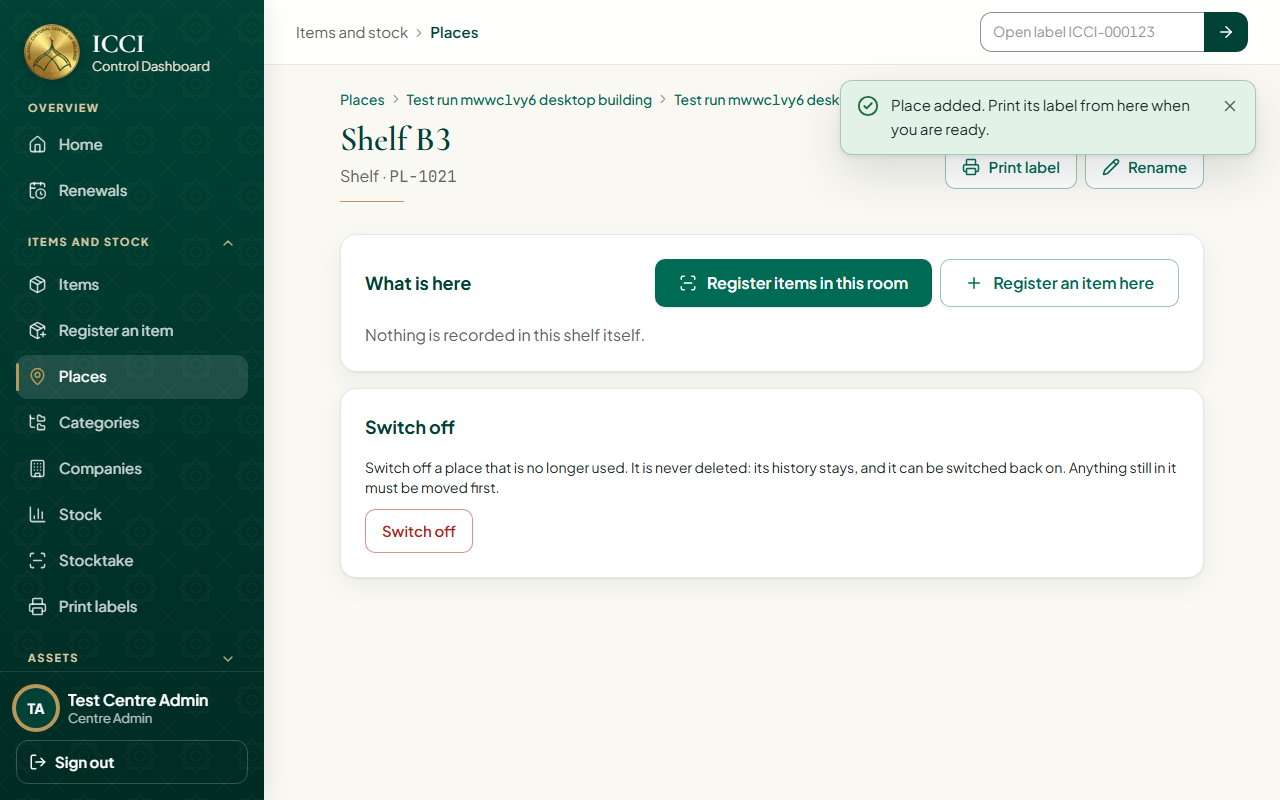 ICCI
Control Dashboard
OVERVIEW
Home
Renewals
ITEMS AND STOCK
Items
Register an item
Places
Categories
Companies
Stock
Stocktake
Print labels
ASSETS
TA
Test Centre Admin
Centre Admin
Sign out
Items and stock › Places
Open label ICCI-000123
Places › Test run mwwc1vy6 desktop building › Test run mwwc1vy6 desk
Place added. Print its label from here when
you are ready.
Shelf B3
Shelf · PL-1021
Print label
Rename
What is here
Register items in this room
Register an item here
Nothing is recorded in this shelf itself.
Switch off
Switch off a place that is no longer used. It is never deleted: its history stays, and it can be switched back on. Anything still in it
must be moved first.
Switch off